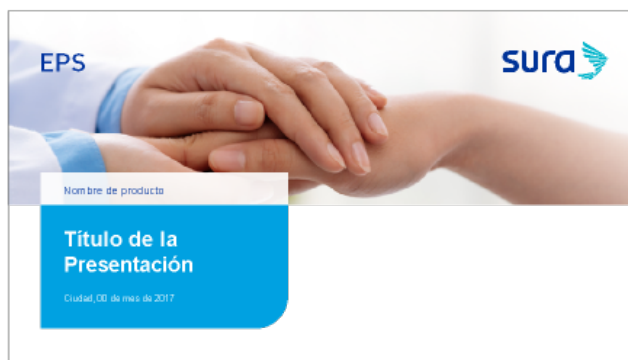 EPS
sura
Nombre de producto
Título de la
Presentación
Ciudad, 00 de mes de 2017